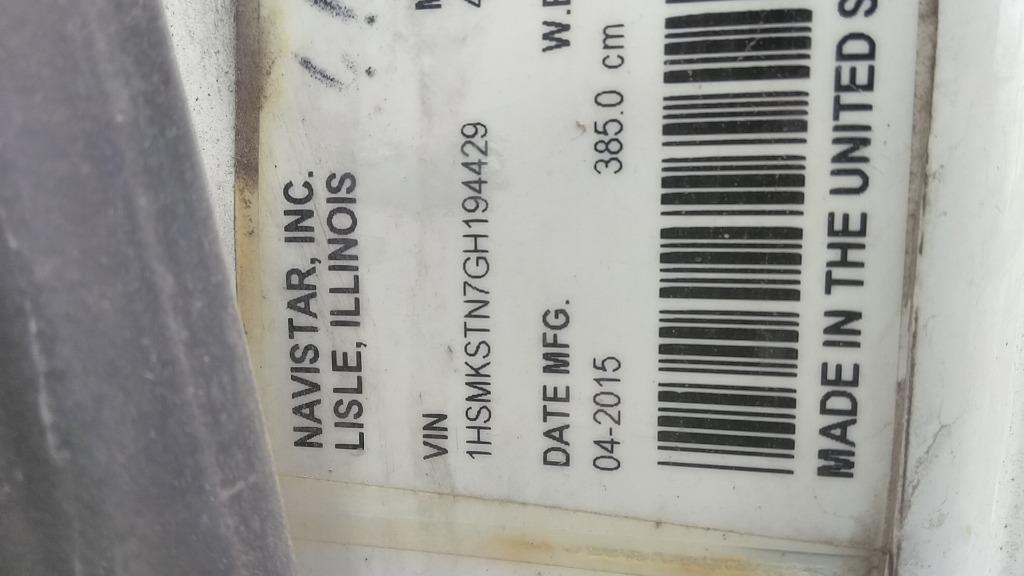 NAVISTAR, INC.
LISLE, ILLINOIS
VIN
1HSMKSTN7GH194429
DATE MFG.
04-2015
385.0 cm
MADE IN THE UNITED